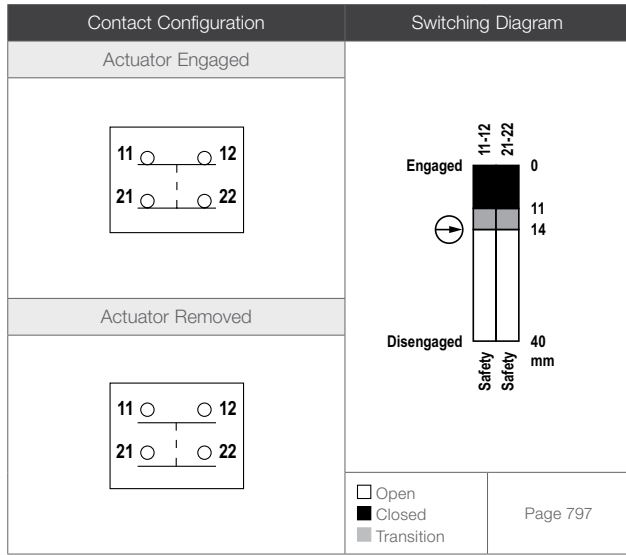 Contact Configuration
Switching Diagram
Actuator Engaged
11 12
21 22
Actuator Removed
11 12
21 22
11-12
21-22
Engaged 0
11
14
Disengaged 40
mm
Safety
Safety
Open
Closed
Transition
Page 797